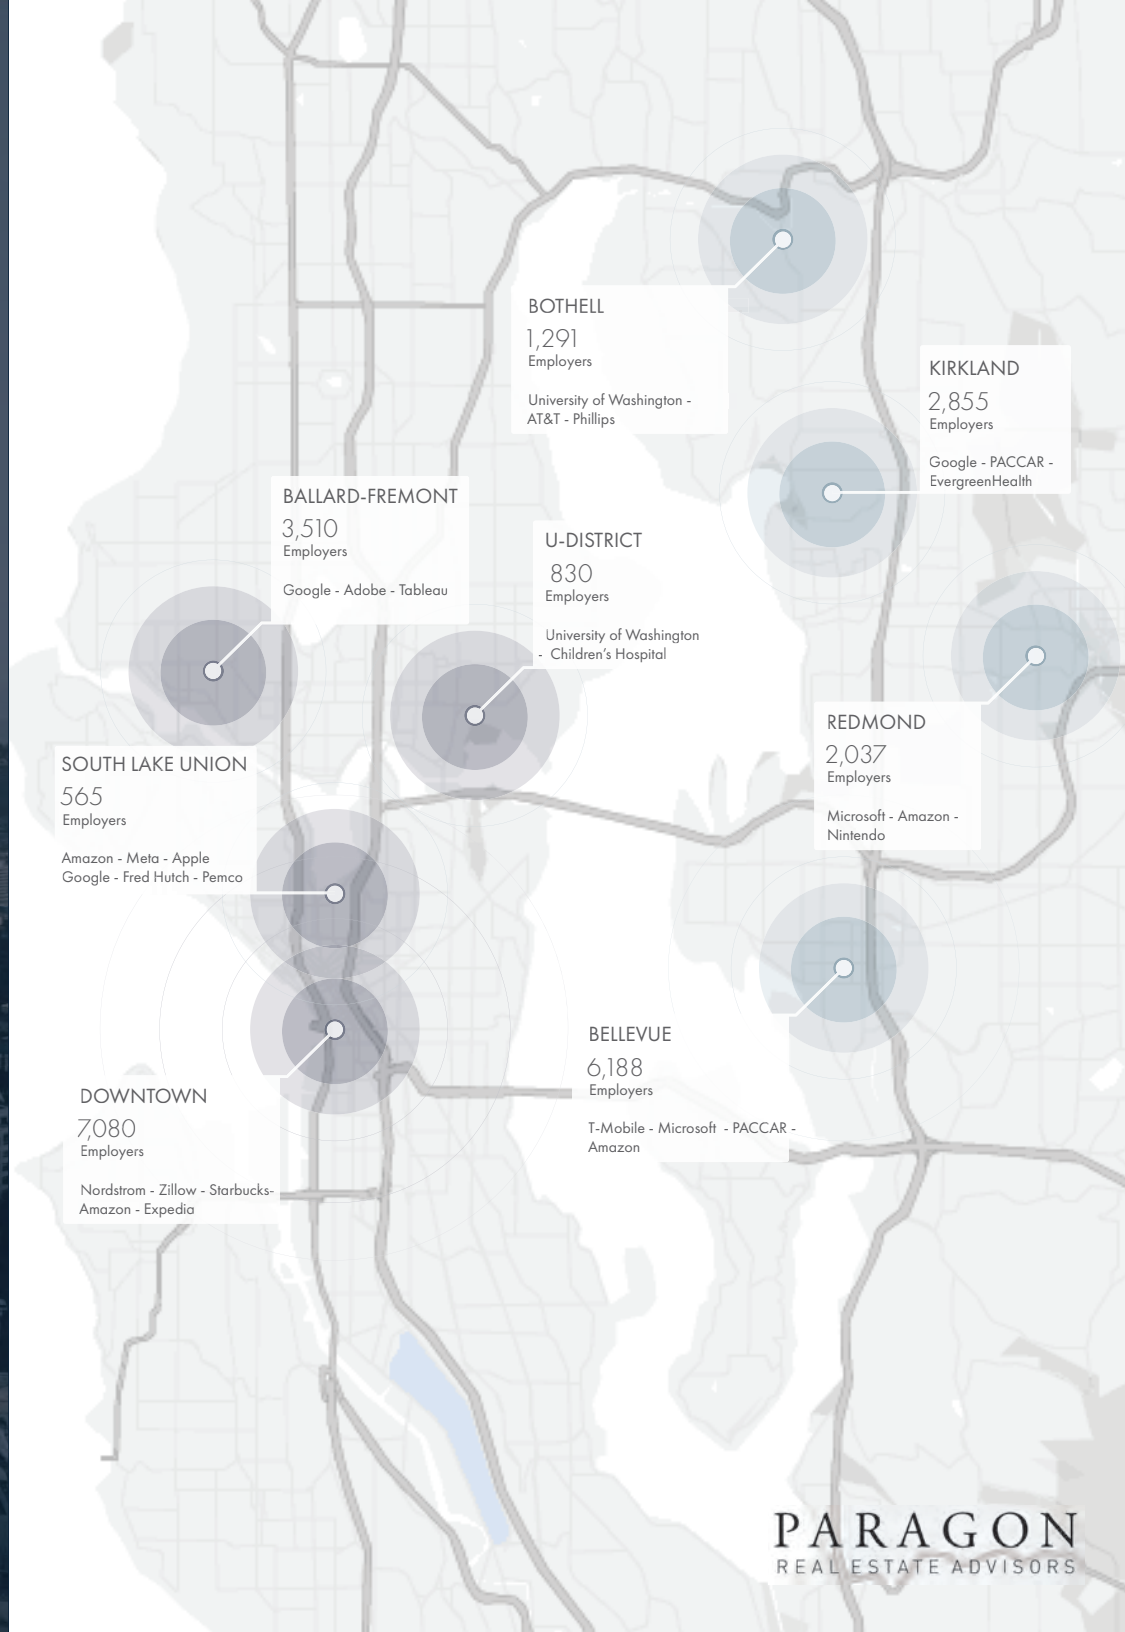 BOTHELL
1,291
Employers
University of Washington -
AT&T - Phillips
KIRKLAND
2,855
Employers
Google - PACCAR -
EvergreenHealth
BALLARD-FREMONT
3,510
Employers
Google - Adobe - Tableau
U-DISTRICT
830
Employers
University of Washington
- Children’s Hospital
REDMOND
2,037
Employers
Microsoft - Amazon -
Nintendo
SOUTH LAKE UNION
565
Employers
Amazon - Meta - Apple
Google - Fred Hutch - Pemco
BELLEVUE
6,188
Employers
T-Mobile - Microsoft - PACCAR -
Amazon
DOWNTOWN
7,080
Employers
Nordstrom - Zillow - Starbucks-
Amazon - Expedia
PARAGON
REAL ESTATE ADVISORS